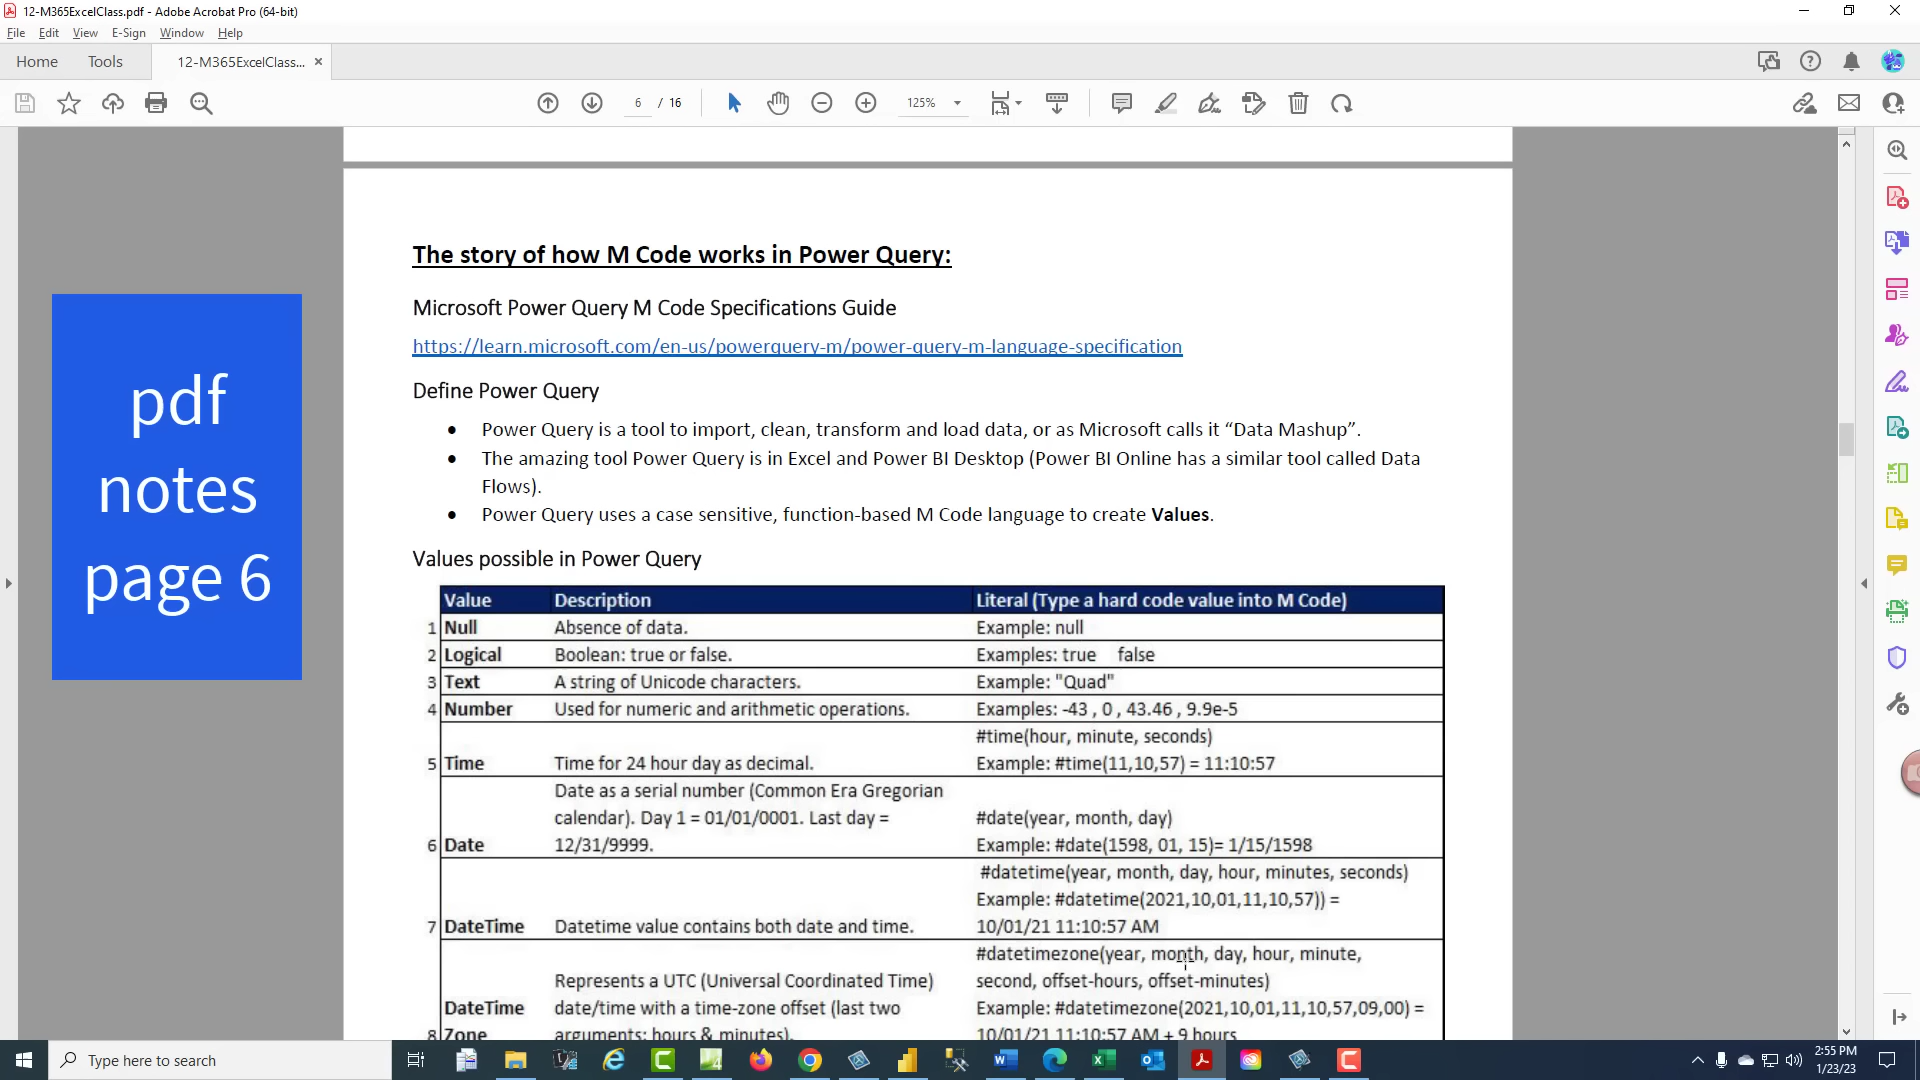 12-M365ExcelClass.pdf - Adobe Acrobat Pro (64-bit)
File Edit View E-Sign Window Help
Home Tools 12-M365ExcelClass... ×
6 / 16 125%
pdf
notes
page 6
The story of how M Code works in Power Query:
Microsoft Power Query M Code Specifications Guide
https://learn.microsoft.com/en-us/powerquery-m/power-query-m-language-specification
Define Power Query
• Power Query is a tool to import, clean, transform and load data, or as Microsoft calls it “Data Mashup”.
• The amazing tool Power Query is in Excel and Power BI Desktop (Power BI Online has a similar tool called Data
Flows).
• Power Query uses a case sensitive, function-based M Code language to create Values.
Values possible in Power Query
Value Description Literal (Type a hard code value into M Code)
1 Null Absence of data. Example: null
2 Logical Boolean: true or false. Examples: true false
3 Text A string of Unicode characters. Example: "Quad"
4 Number Used for numeric and arithmetic operations. Examples: -43 , 0 , 43.46 , 9.9e-5
#time(hour, minute, seconds)
5 Time Time for 24 hour day as decimal. Example: #time(11,10,57) = 11:10:57
Date as a serial number (Common Era Gregorian
calendar). Day 1 = 01/01/0001. Last day = #date(year, month, day)
6 Date 12/31/9999. Example: #date(1598, 01, 15)= 1/15/1598
#datetime(year, month, day, hour, minutes, seconds)
Example: #datetime(2021,10,01,11,10,57)) =
7 DateTime Datetime value contains both date and time. 10/01/21 11:10:57 AM
#datetimezone(year, month, day, hour, minute,
Represents a UTC (Universal Coordinated Time) second, offset-hours, offset-minutes)
DateTime date/time with a time-zone offset (last two Example: #datetimezone(2021,10,01,11,10,57,09,00) =
8 Zone arguments: hours & minutes). 10/01/21 11:10:57 AM + 9 hours
Type here to search
2:55 PM
1/23/23